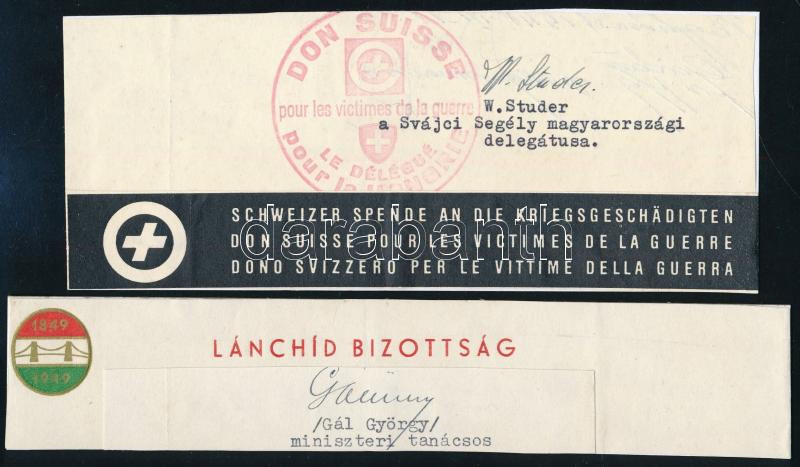 DON SUISSE
pour les victimes de la guerre
LE DÉLÉGUÉ
pour la HONGRIE
W. Studer.
W.Studer
a Svájci Segély magyarországi
delegátusa.
SCHWEIZER SPENDE AN DIE KRIEGSGESCHÄDIGTEN
DON SUISSE POUR LES VICTIMES DE LA GUERRE
DONO SVIZZERO PER LE VITTIME DELLA GUERRA
darabanth
1849
1949
LÁNCHÍD BIZOTTSÁG
/Gál György/
miniszteri tanácsos